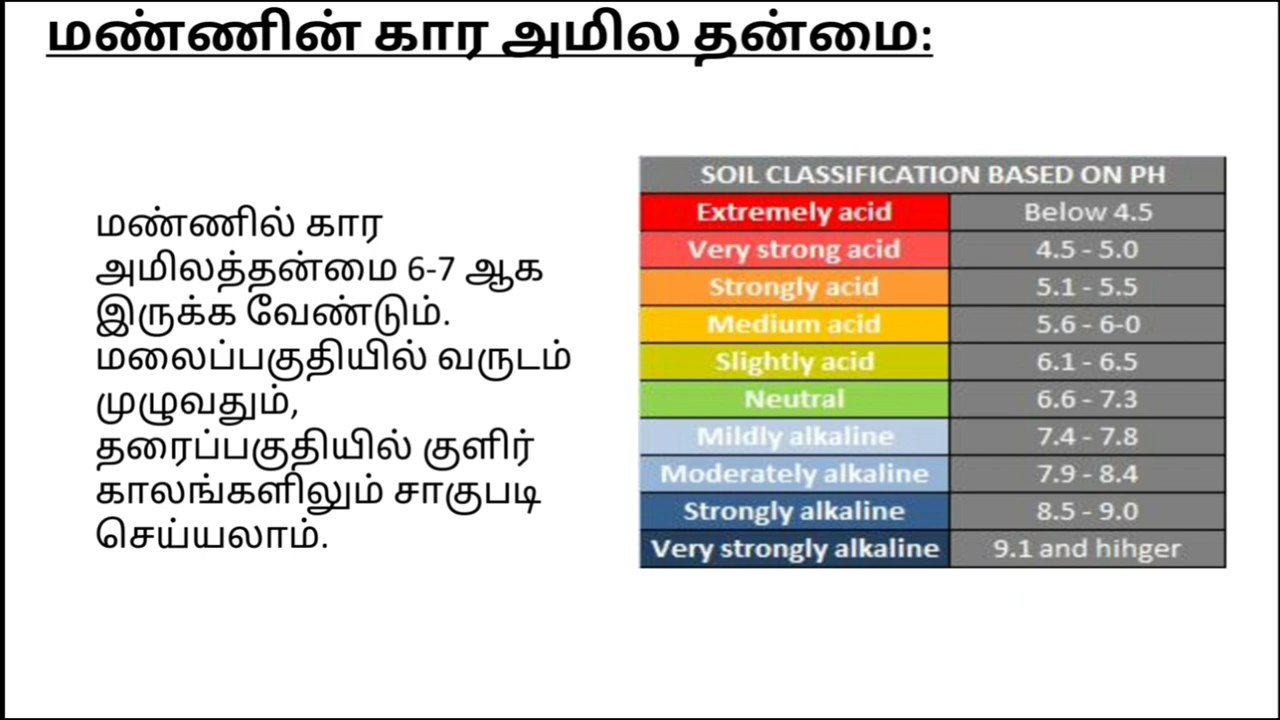 மண்ணின் கார அமில தன்மை:
மண்ணில் கார
அமிலத்தன்மை 6-7 ஆக
இருக்க வேண்டும்.
மலைப்பகுதியில் வருடம்
முழுவதும்,
தரைப்பகுதியில் குளிர்
காலங்களிலும் சாகுபடி
செய்யலாம்.
SOIL CLASSIFICATION BASED ON PH
Extremely acid Below 4.5
Very strong acid 4.5 - 5.0
Strongly acid 5.1 - 5.5
Medium acid 5.6 - 6-0
Slightly acid 6.1 - 6.5
Neutral 6.6 - 7.3
Mildly alkaline 7.4 - 7.8
Moderately alkaline 7.9 - 8.4
Strongly alkaline 8.5 - 9.0
Very strongly alkaline 9.1 and hihger